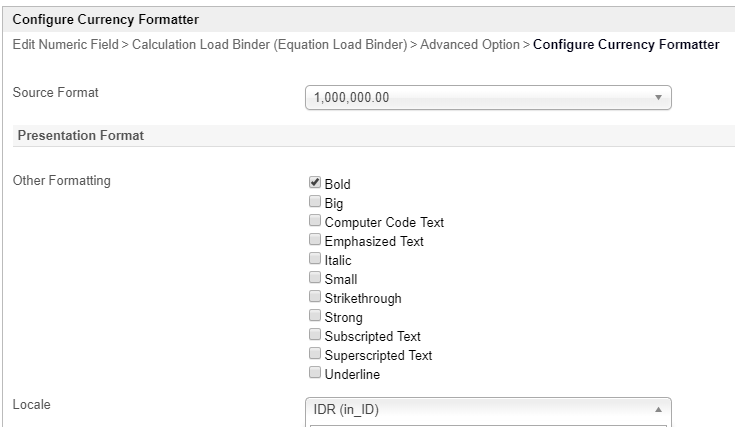 Configure Currency Formatter
Edit Numeric Field > Calculation Load Binder (Equation Load Binder) > Advanced Option > Configure Currency Formatter
Source Format
1,000,000.00
Presentation Format
Other Formatting
Bold
Big
Computer Code Text
Emphasized Text
Italic
Small
Strikethrough
Strong
Subscripted Text
Superscripted Text
Underline
Locale
IDR (in_ID)